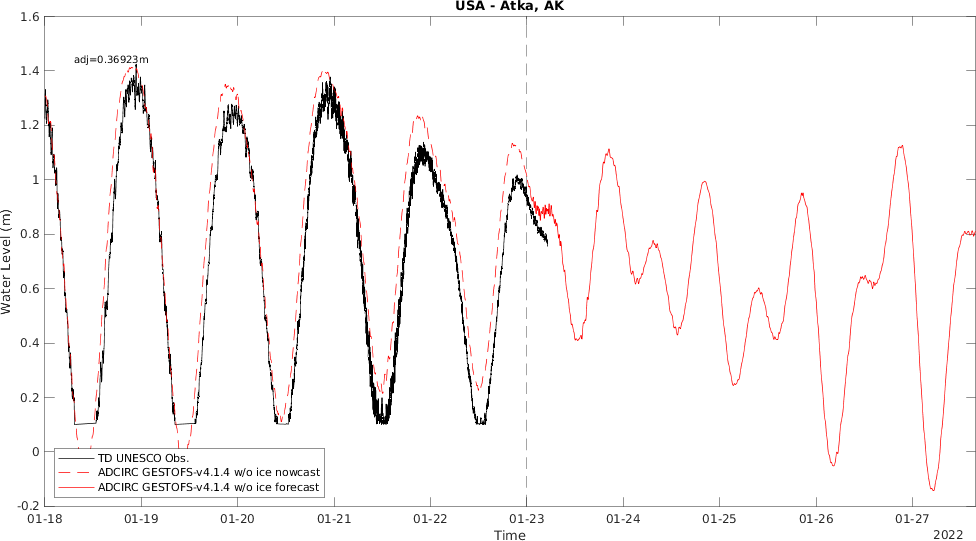 USA - Atka, AK
adj=0.36923m
Water Level (m)
1.6
1.4
1.2
1
0.8
0.6
0.4
0.2
0
-0.2
TD UNESCO Obs.
ADCIRC GESTOFS-v4.1.4 w/o ice nowcast
ADCIRC GESTOFS-v4.1.4 w/o ice forecast
01-18 01-19 01-20 01-21 01-22 01-23 01-24 01-25 01-26 01-27
Time
2022